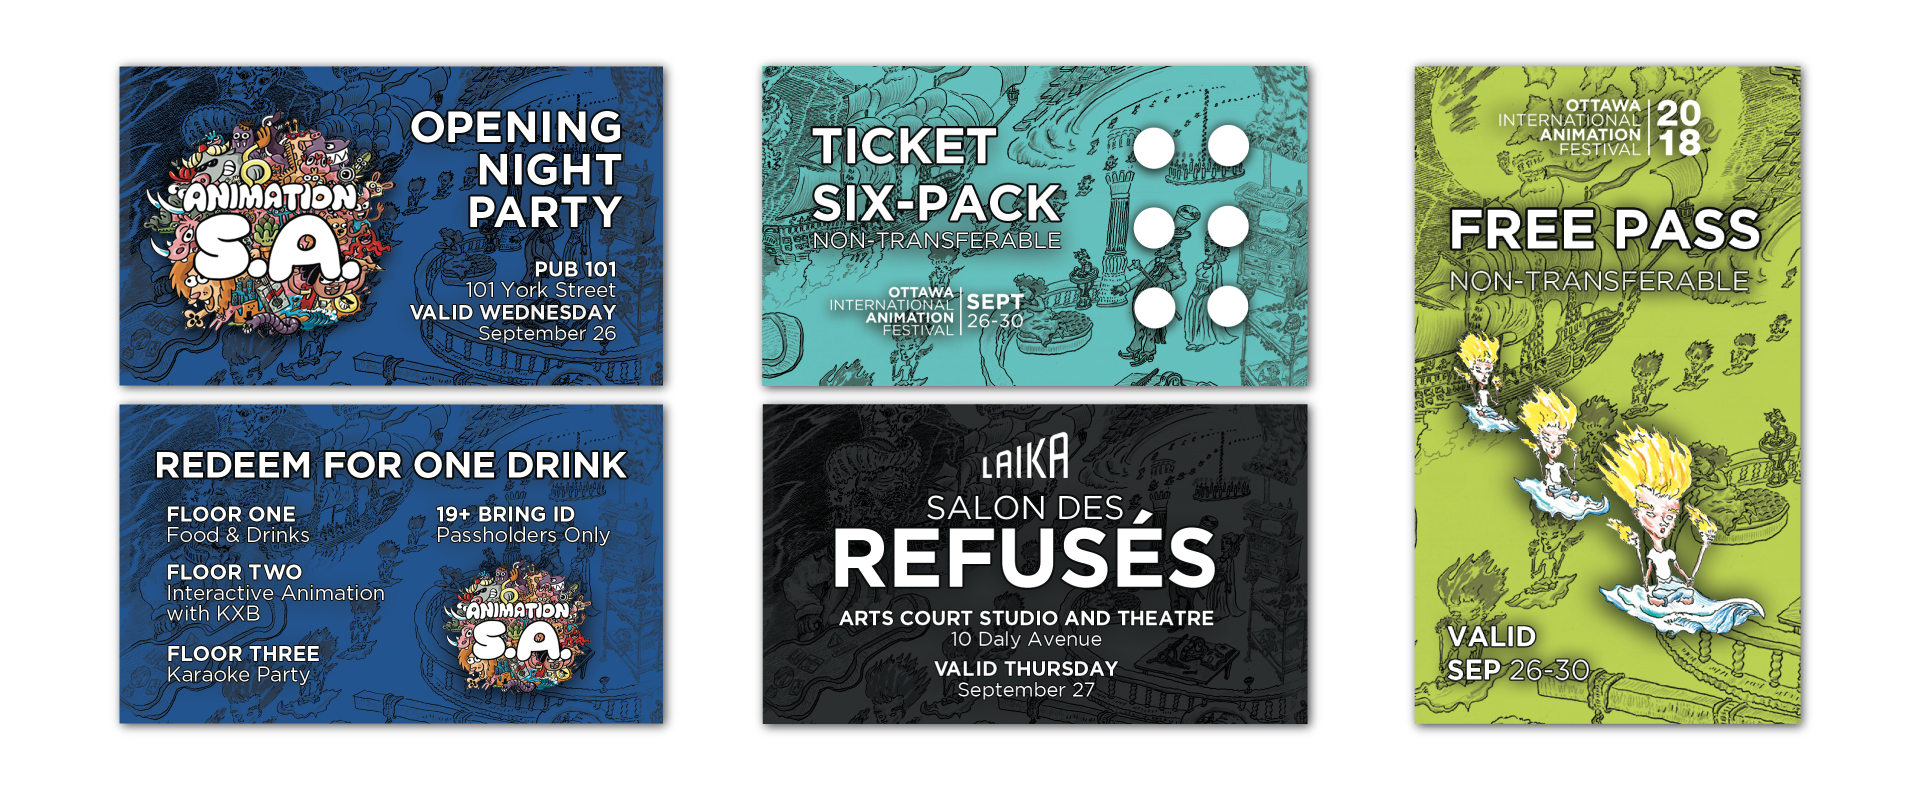 ANIMATION
S.A.
OPENING
NIGHT
PARTY
PUB 101
101 York Street
VALID WEDNESDAY
September 26
REDEEM FOR ONE DRINK
FLOOR ONE
Food & Drinks
FLOOR TWO
Interactive Animation
with KXB
FLOOR THREE
Karaoke Party
19+ BRING ID
Passholders Only
ANIMATION
S.A.
TICKET
SIX-PACK
NON-TRANSFERABLE
OTTAWA
INTERNATIONAL
ANIMATION
FESTIVAL
SEPT
26-30
LAIKA
SALON DES
REFUSÉS
ARTS COURT STUDIO AND THEATRE
10 Daly Avenue
VALID THURSDAY
September 27
OTTAWA
INTERNATIONAL
ANIMATION
FESTIVAL
20
18
FREE PASS
NON-TRANSFERABLE
VALID
SEP 26-30